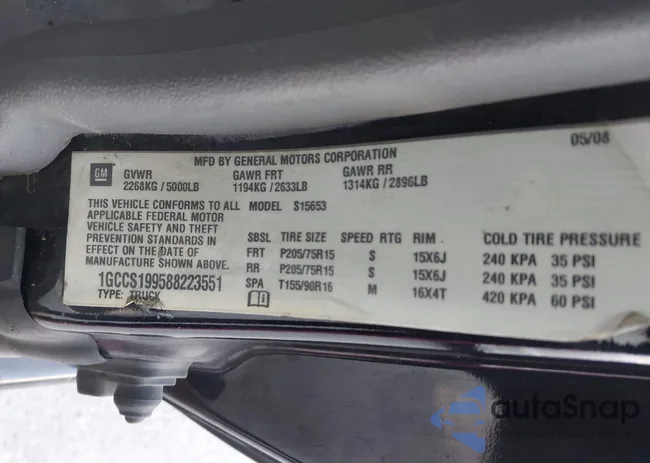 05/08
MFD BY GENERAL MOTORS CORPORATION
GM
GVWR GAWR FRT GAWR RR
2268KG / 5000LB 1194KG / 2633LB 1314KG / 2896LB
THIS VEHICLE CONFORMS TO ALL MODEL S15653
APPLICABLE FEDERAL MOTOR
VEHICLE SAFETY AND THEFT
PREVENTION STANDARDS IN
EFFECT ON THE DATE OF
MANUFACTURE SHOWN ABOVE.
1GCCS199588223551
TYPE: TRUCK
SBSL TIRE SIZE SPEED RTG RIM COLD TIRE PRESSURE
FRT P205/75R15 S 15X6J 240 KPA 35 PSI
RR P205/75R15 S 15X6J 240 KPA 35 PSI
SPA T155/90R16 M 16X4T 420 KPA 60 PSI
autoSnap